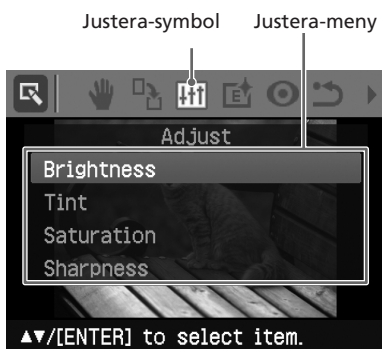 Justera-symbol Justera-meny
Adjust
Brightness
Tint
Saturation
Sharpness
▲▼/[ENTER] to select item.